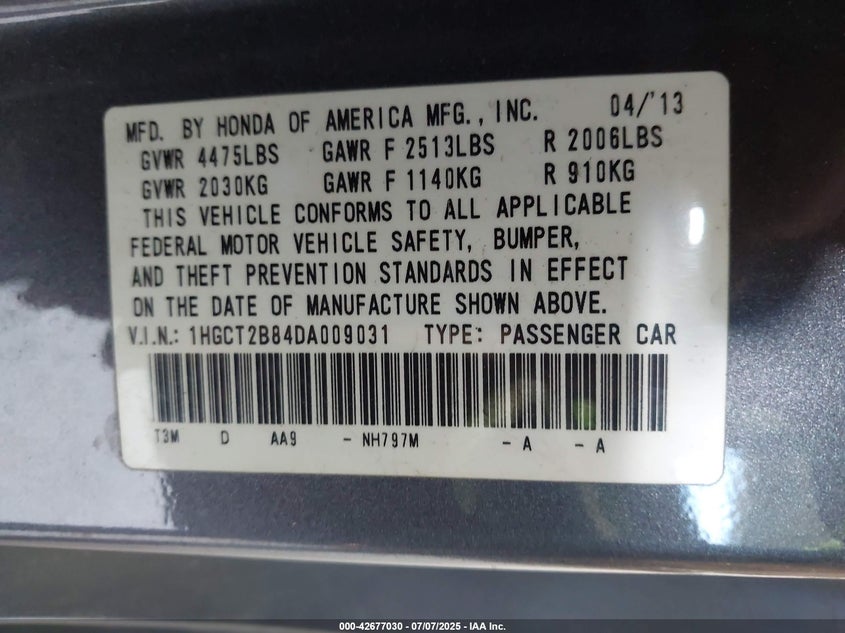 MFD. BY HONDA OF AMERICA MFG., INC. 04/'13
GVWR 4475LBS GAWR F 2513LBS R 2006LBS
GVWR 2030KG GAWR F 1140KG R 910KG
THIS VEHICLE CONFORMS TO ALL APPLICABLE
FEDERAL MOTOR VEHICLE SAFETY, BUMPER,
AND THEFT PREVENTION STANDARDS IN EFFECT
ON THE DATE OF MANUFACTURE SHOWN ABOVE.
V.I.N.: 1HGCT2B84DA009031 TYPE: PASSENGER CAR
T3M D AA9 - NH797M - A - A
000-42677030 - 07/07/2025 - IAA Inc.